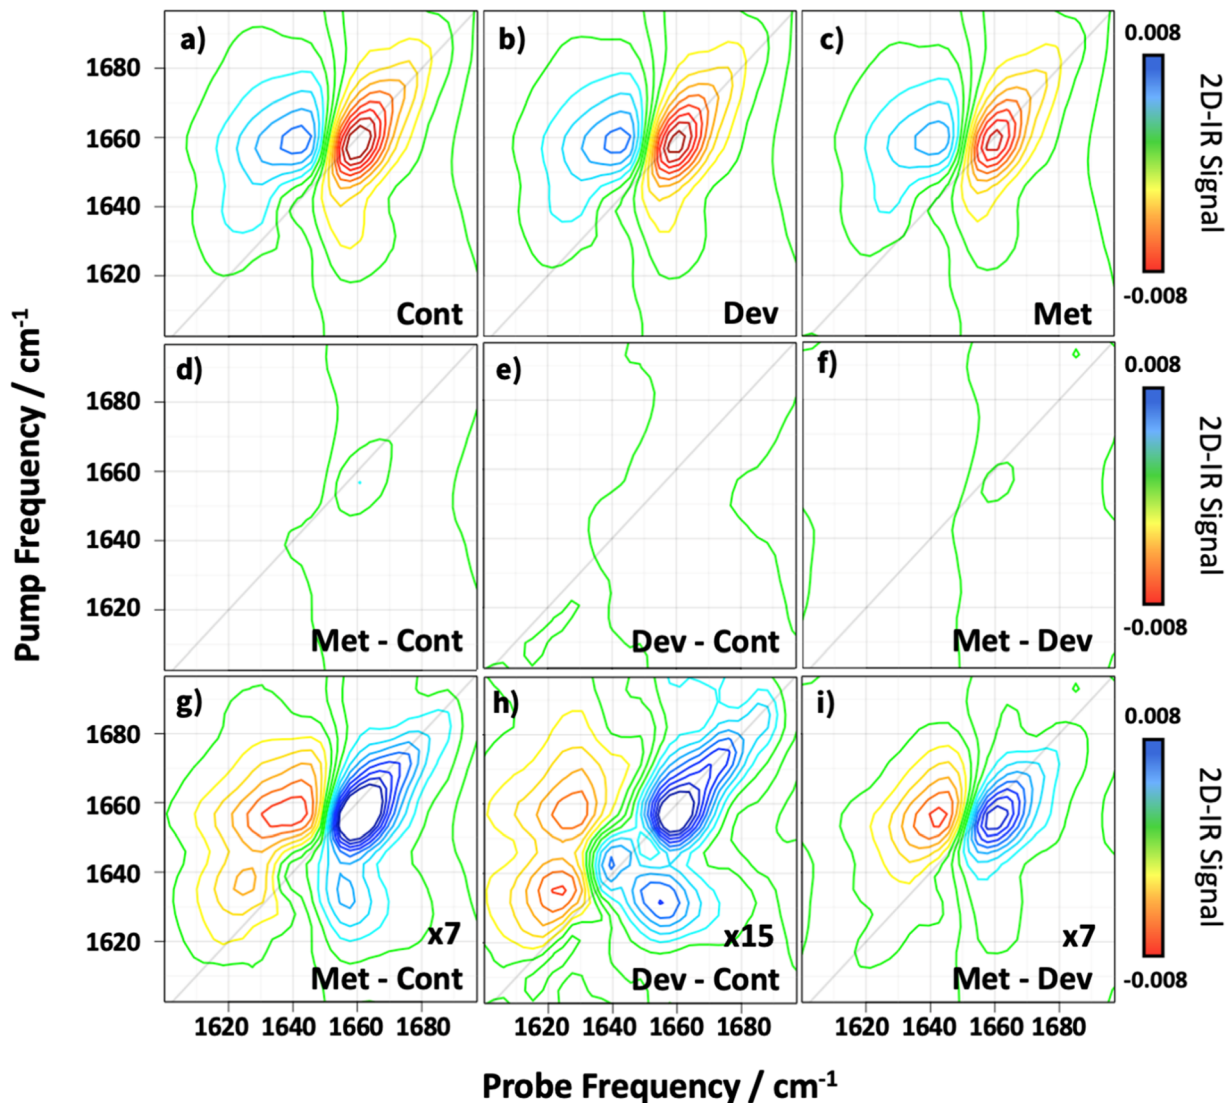 a)
b)
c)
0.008
1680
1660
1640
1620
2D-IR Signal
-0.008
Cont
Dev
Met
d)
e)
f)
0.008
Pump Frequency / cm-1
1680
1660
1640
1620
2D-IR Signal
-0.008
Met - Cont
Dev - Cont
Met - Dev
g)
h)
i)
0.008
1680
1660
1640
1620
2D-IR Signal
x7
x15
x7
-0.008
Met - Cont
Dev - Cont
Met - Dev
1620 1640 1660 1680
1620 1640 1660 1680
1620 1640 1660 1680
Probe Frequency / cm-1